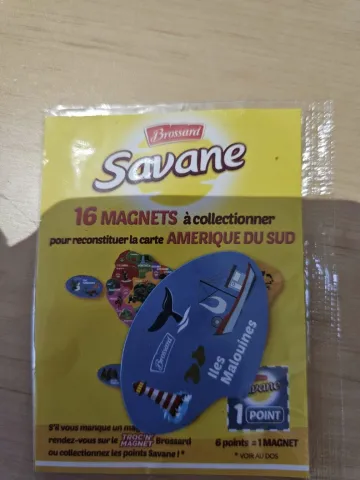 Brossard
Savane
16 MAGNETS à collectionner
pour reconstituer la carte AMERIQUE DU SUD
Brossard
Iles
Malouines
1
POINT
S'il vous manque un
rendez-vous sur le TROC'N' MAGNET Brossard
ou collectionnez les points Savane ! *
6 points = 1 MAGNET
* VOIR AU DOS